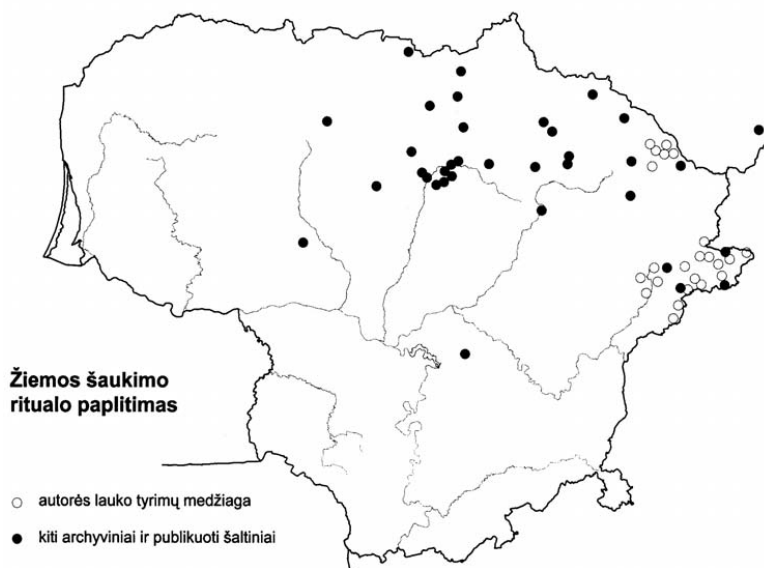 Žiemos šaukimo
ritualo paplitimas
autorės lauko tyrimų medžiaga
kiti archyviniai ir publikuoti šaltiniai